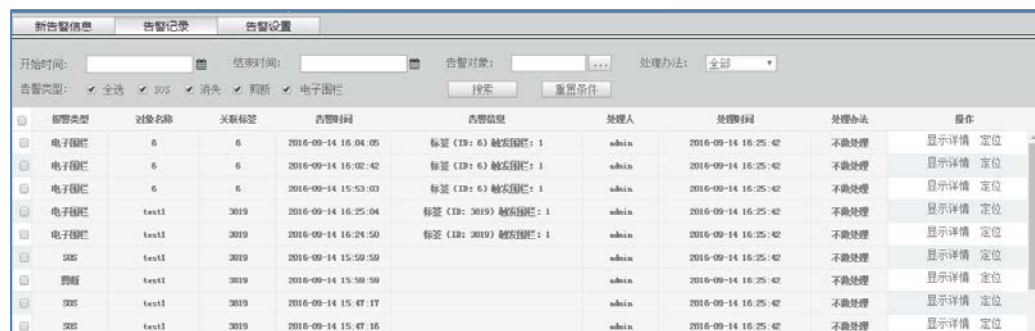 新告警信息 告警记录 告警设置
开始时间: 结束时间: 告警对象: ... 处理办法: 全部
告警类型: 全选 SOS 消失 剪断 电子围栏 搜索 重置条件
报警类型 对象名称 关联标签 告警时间 告警信息 处理人 处理时间 处理办法 操作
电子围栏 6 6 2016-09-14 16:04:05 标签(ID: 6)触发围栏: 1 admin 2016-09-14 16:25:42 不做处理 显示详情 定位
电子围栏 6 6 2016-09-14 16:02:42 标签(ID: 6)触发围栏: 1 admin 2016-09-14 16:25:42 不做处理 显示详情 定位
电子围栏 6 6 2016-09-14 15:53:03 标签(ID: 6)触发围栏: 1 admin 2016-09-14 16:25:42 不做处理 显示详情 定位
电子围栏 test1 3819 2016-09-14 16:25:04 标签(ID: 3819)触发围栏: 1 admin 2016-09-14 16:25:42 不做处理 显示详情 定位
电子围栏 test1 3819 2016-09-14 16:24:50 标签(ID: 3819)触发围栏: 1 admin 2016-09-14 16:25:42 不做处理 显示详情 定位
SOS test1 3819 2016-09-14 15:59:59 admin 2016-09-14 16:25:42 不做处理 显示详情 定位
剪断 test1 3819 2016-09-14 15:59:59 admin 2016-09-14 16:25:42 不做处理 显示详情 定位
SOS test1 3819 2016-09-14 15:47:17 admin 2016-09-14 16:25:42 不做处理 显示详情 定位
SOS test1 3819 2016-09-14 15:47:16 admin 2016-09-14 16:25:42 不做处理 显示详情 定位